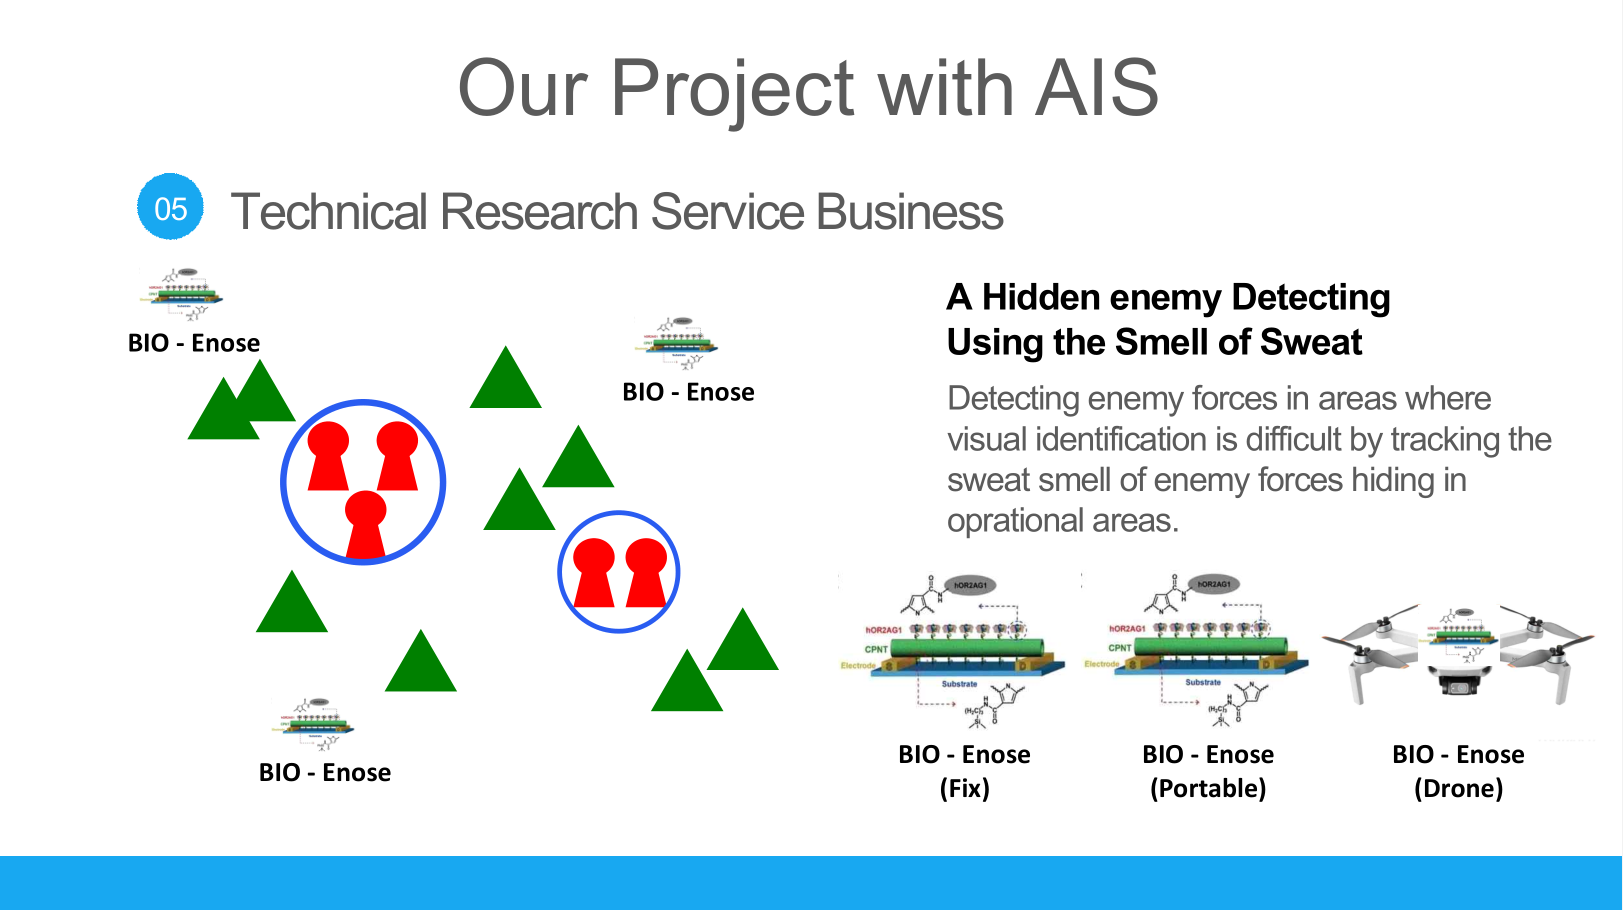 Our Project with AIS
05
Technical Research Service Business
BIO - Enose
BIO - Enose
BIO - Enose
A Hidden enemy Detecting
Using the Smell of Sweat
Detecting enemy forces in areas where
visual identification is difficult by tracking the
sweat smell of enemy forces hiding in
oprational areas.
hOR2AG1
hOR2AG1
CPNT
Electrode
S
D
Substrate
hOR2AG1
hOR2AG1
CPNT
Electrode
S
D
Substrate
BIO - Enose
(Fix)
BIO - Enose
(Portable)
BIO - Enose
(Drone)